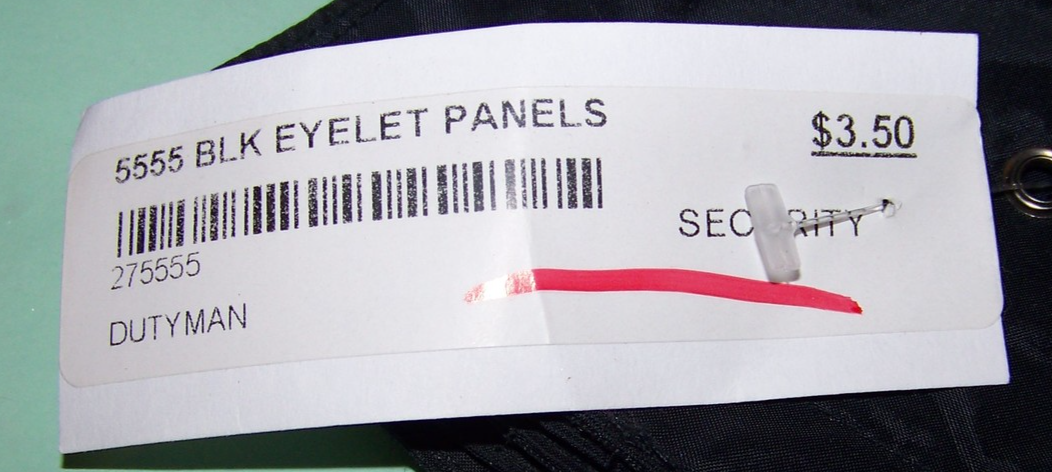 5555 BLK EYELET PANELS
$3.50
275555
SECURITY
DUTYMAN